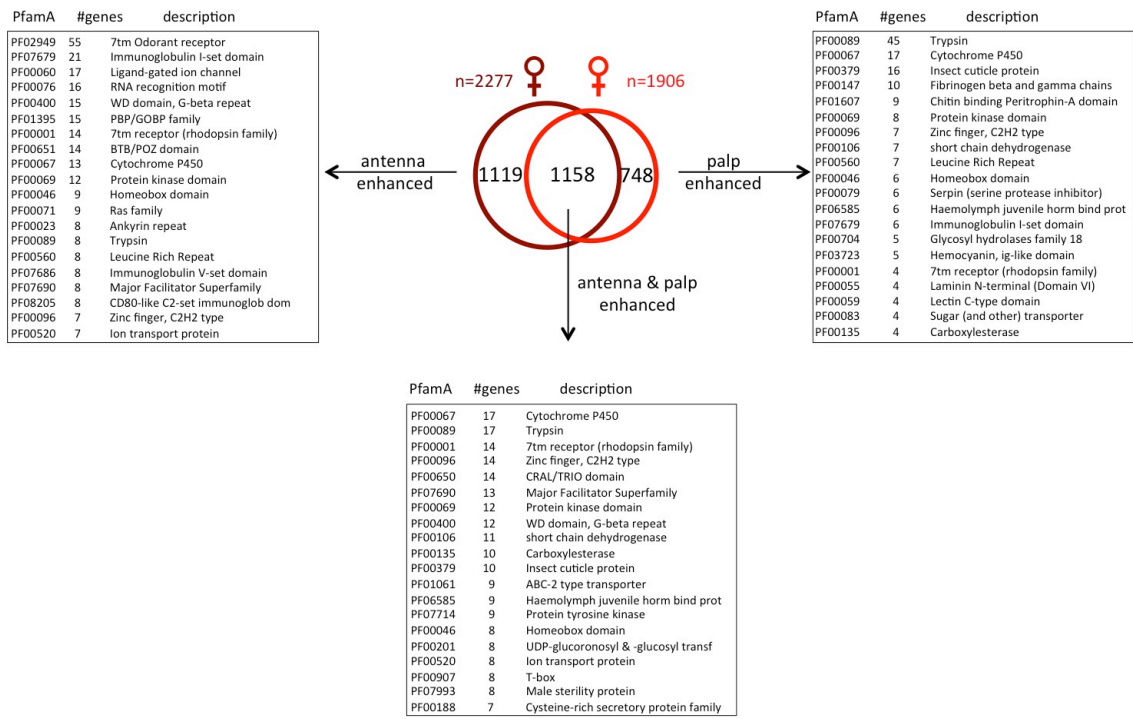 PfamA #genes description
PF02949 55 7tm Odorant receptor
PF07679 21 Immunoglobulin I-set domain
PF00060 17 Ligand-gated ion channel
PF00076 16 RNA recognition motif
PF00400 15 WD domain, G-beta repeat
PF01395 15 PBP/GOBP family
PF00001 14 7tm receptor (rhodopsin family)
PF00651 14 BTB/POZ domain
PF00067 13 Cytochrome P450
PF00069 12 Protein kinase domain
PF00046 9 Homeobox domain
PF00071 9 Ras family
PF00023 8 Ankyrin repeat
PF00089 8 Trypsin
PF00560 8 Leucine Rich Repeat
PF07686 8 Immunoglobulin V-set domain
PF07690 8 Major Facilitator Superfamily
PF08205 8 CD80-like C2-set immunoglob dom
PF00096 7 Zinc finger, C2H2 type
PF00520 7 Ion transport protein
n=2277 ♀ ♀ n=1906
antenna
enhanced
1119 1158 748
palp
enhanced
antenna & palp
enhanced
PfamA #genes description
PF00089 45 Trypsin
PF00067 17 Cytochrome P450
PF00379 16 Insect cuticle protein
PF00147 10 Fibrinogen beta and gamma chains
PF01607 9 Chitin binding Peritrophin-A domain
PF00069 8 Protein kinase domain
PF00096 7 Zinc finger, C2H2 type
PF00106 7 short chain dehydrogenase
PF00560 7 Leucine Rich Repeat
PF00046 6 Homeobox domain
PF00079 6 Serpin (serine protease inhibitor)
PF06585 6 Haemolymph juvenile horm bind prot
PF07679 6 Immunoglobulin I-set domain
PF00704 5 Glycosyl hydrolases family 18
PF03723 5 Hemocyanin, ig-like domain
PF00001 4 7tm receptor (rhodopsin family)
PF00055 4 Laminin N-terminal (Domain VI)
PF00059 4 Lectin C-type domain
PF00083 4 Sugar (and other) transporter
PF00135 4 Carboxylesterase
PfamA #genes description
PF00067 17 Cytochrome P450
PF00089 17 Trypsin
PF00001 14 7tm receptor (rhodopsin family)
PF00096 14 Zinc finger, C2H2 type
PF00650 14 CRAL/TRIO domain
PF07690 13 Major Facilitator Superfamily
PF00069 12 Protein kinase domain
PF00400 12 WD domain, G-beta repeat
PF00106 11 short chain dehydrogenase
PF00135 10 Carboxylesterase
PF00379 10 Insect cuticle protein
PF01061 9 ABC-2 type transporter
PF06585 9 Haemolymph juvenile horm bind prot
PF07714 9 Protein tyrosine kinase
PF00046 8 Homeobox domain
PF00201 8 UDP-glucoronosyl & -glucosyl transf
PF00520 8 Ion transport protein
PF00907 8 T-box
PF07993 8 Male sterility protein
PF00188 7 Cysteine-rich secretory protein family